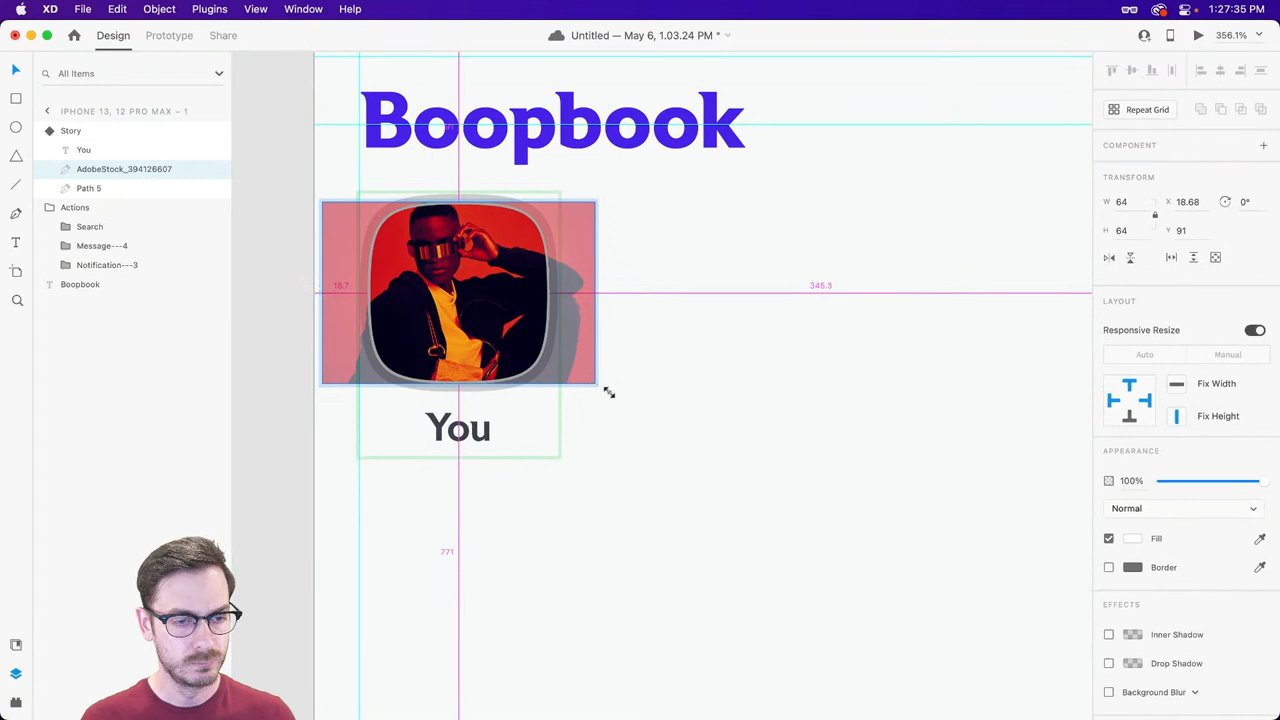 XD File Edit Object Plugins View Window Help 1:27:35 PM
Design Prototype Share Untitled — May 6, 1.03.24 PM * 356.1%
All Items
IPHONE 13, 12 PRO MAX – 1
Story
You
AdobeStock_394126607
Path 5
Actions
Search
Message---4
Notification---3
Boopbook
Boopbook
91
18.7
345.3
You
771
Repeat Grid
COMPONENT
TRANSFORM
W 64 X 18.68 0°
H 64 Y 91
LAYOUT
Responsive Resize
Auto Manual
Fix Width
Fix Height
APPEARANCE
100%
Normal
Fill
Border
EFFECTS
Inner Shadow
Drop Shadow
Background Blur